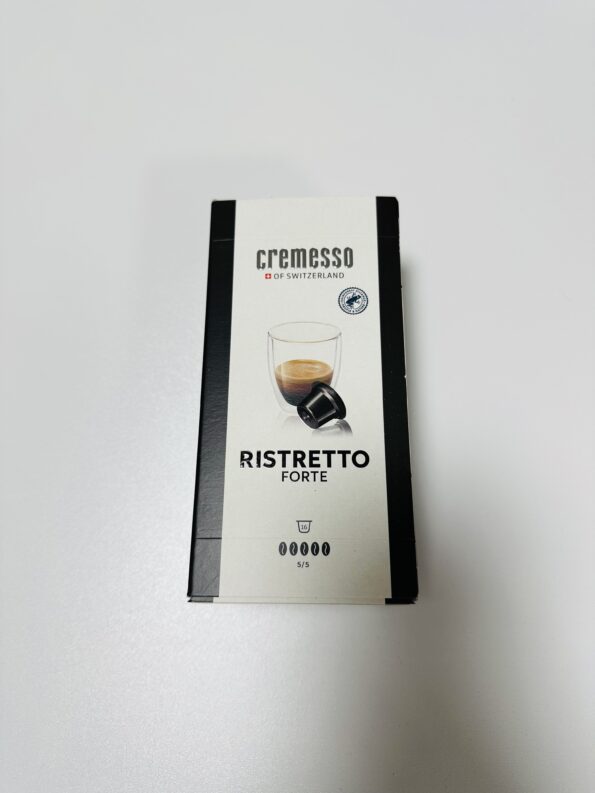 cremesso
OF SWITZERLAND
RISTRETTO
FORTE
16
5/5